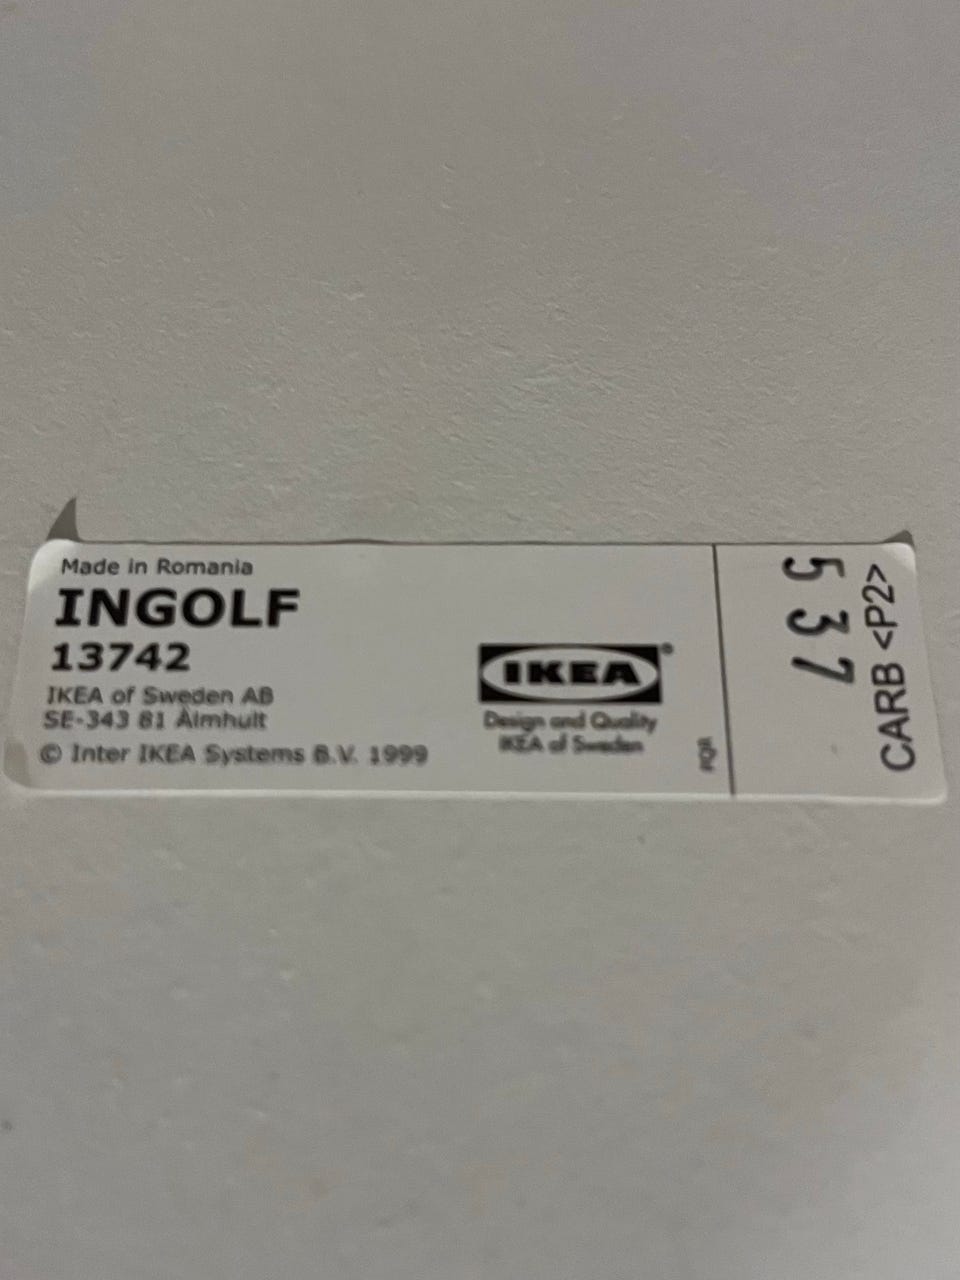 Made in Romania
INGOLF
13742
IKEA of Sweden AB
SE-343 81 Älmhult
© Inter IKEA Systems B.V. 1999
IKEA®
Design and Quality
IKEA of Sweden
537
CARB <P2>